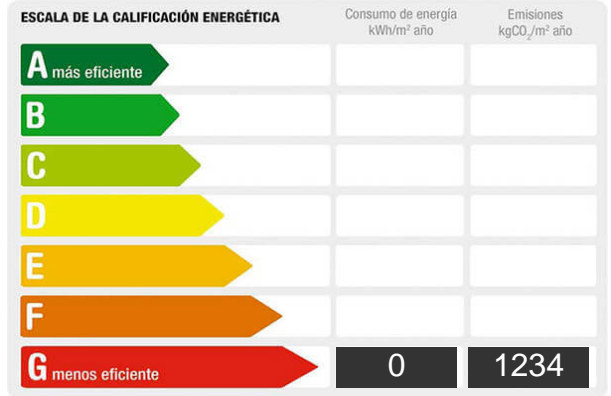 ESCALA DE LA CALIFICACIÓN ENERGÉTICA
Consumo de energía
kWh/m² año
Emisiones
kgCO₂/m² año
A más eficiente
B
C
D
E
F
G menos eficiente
0
1234